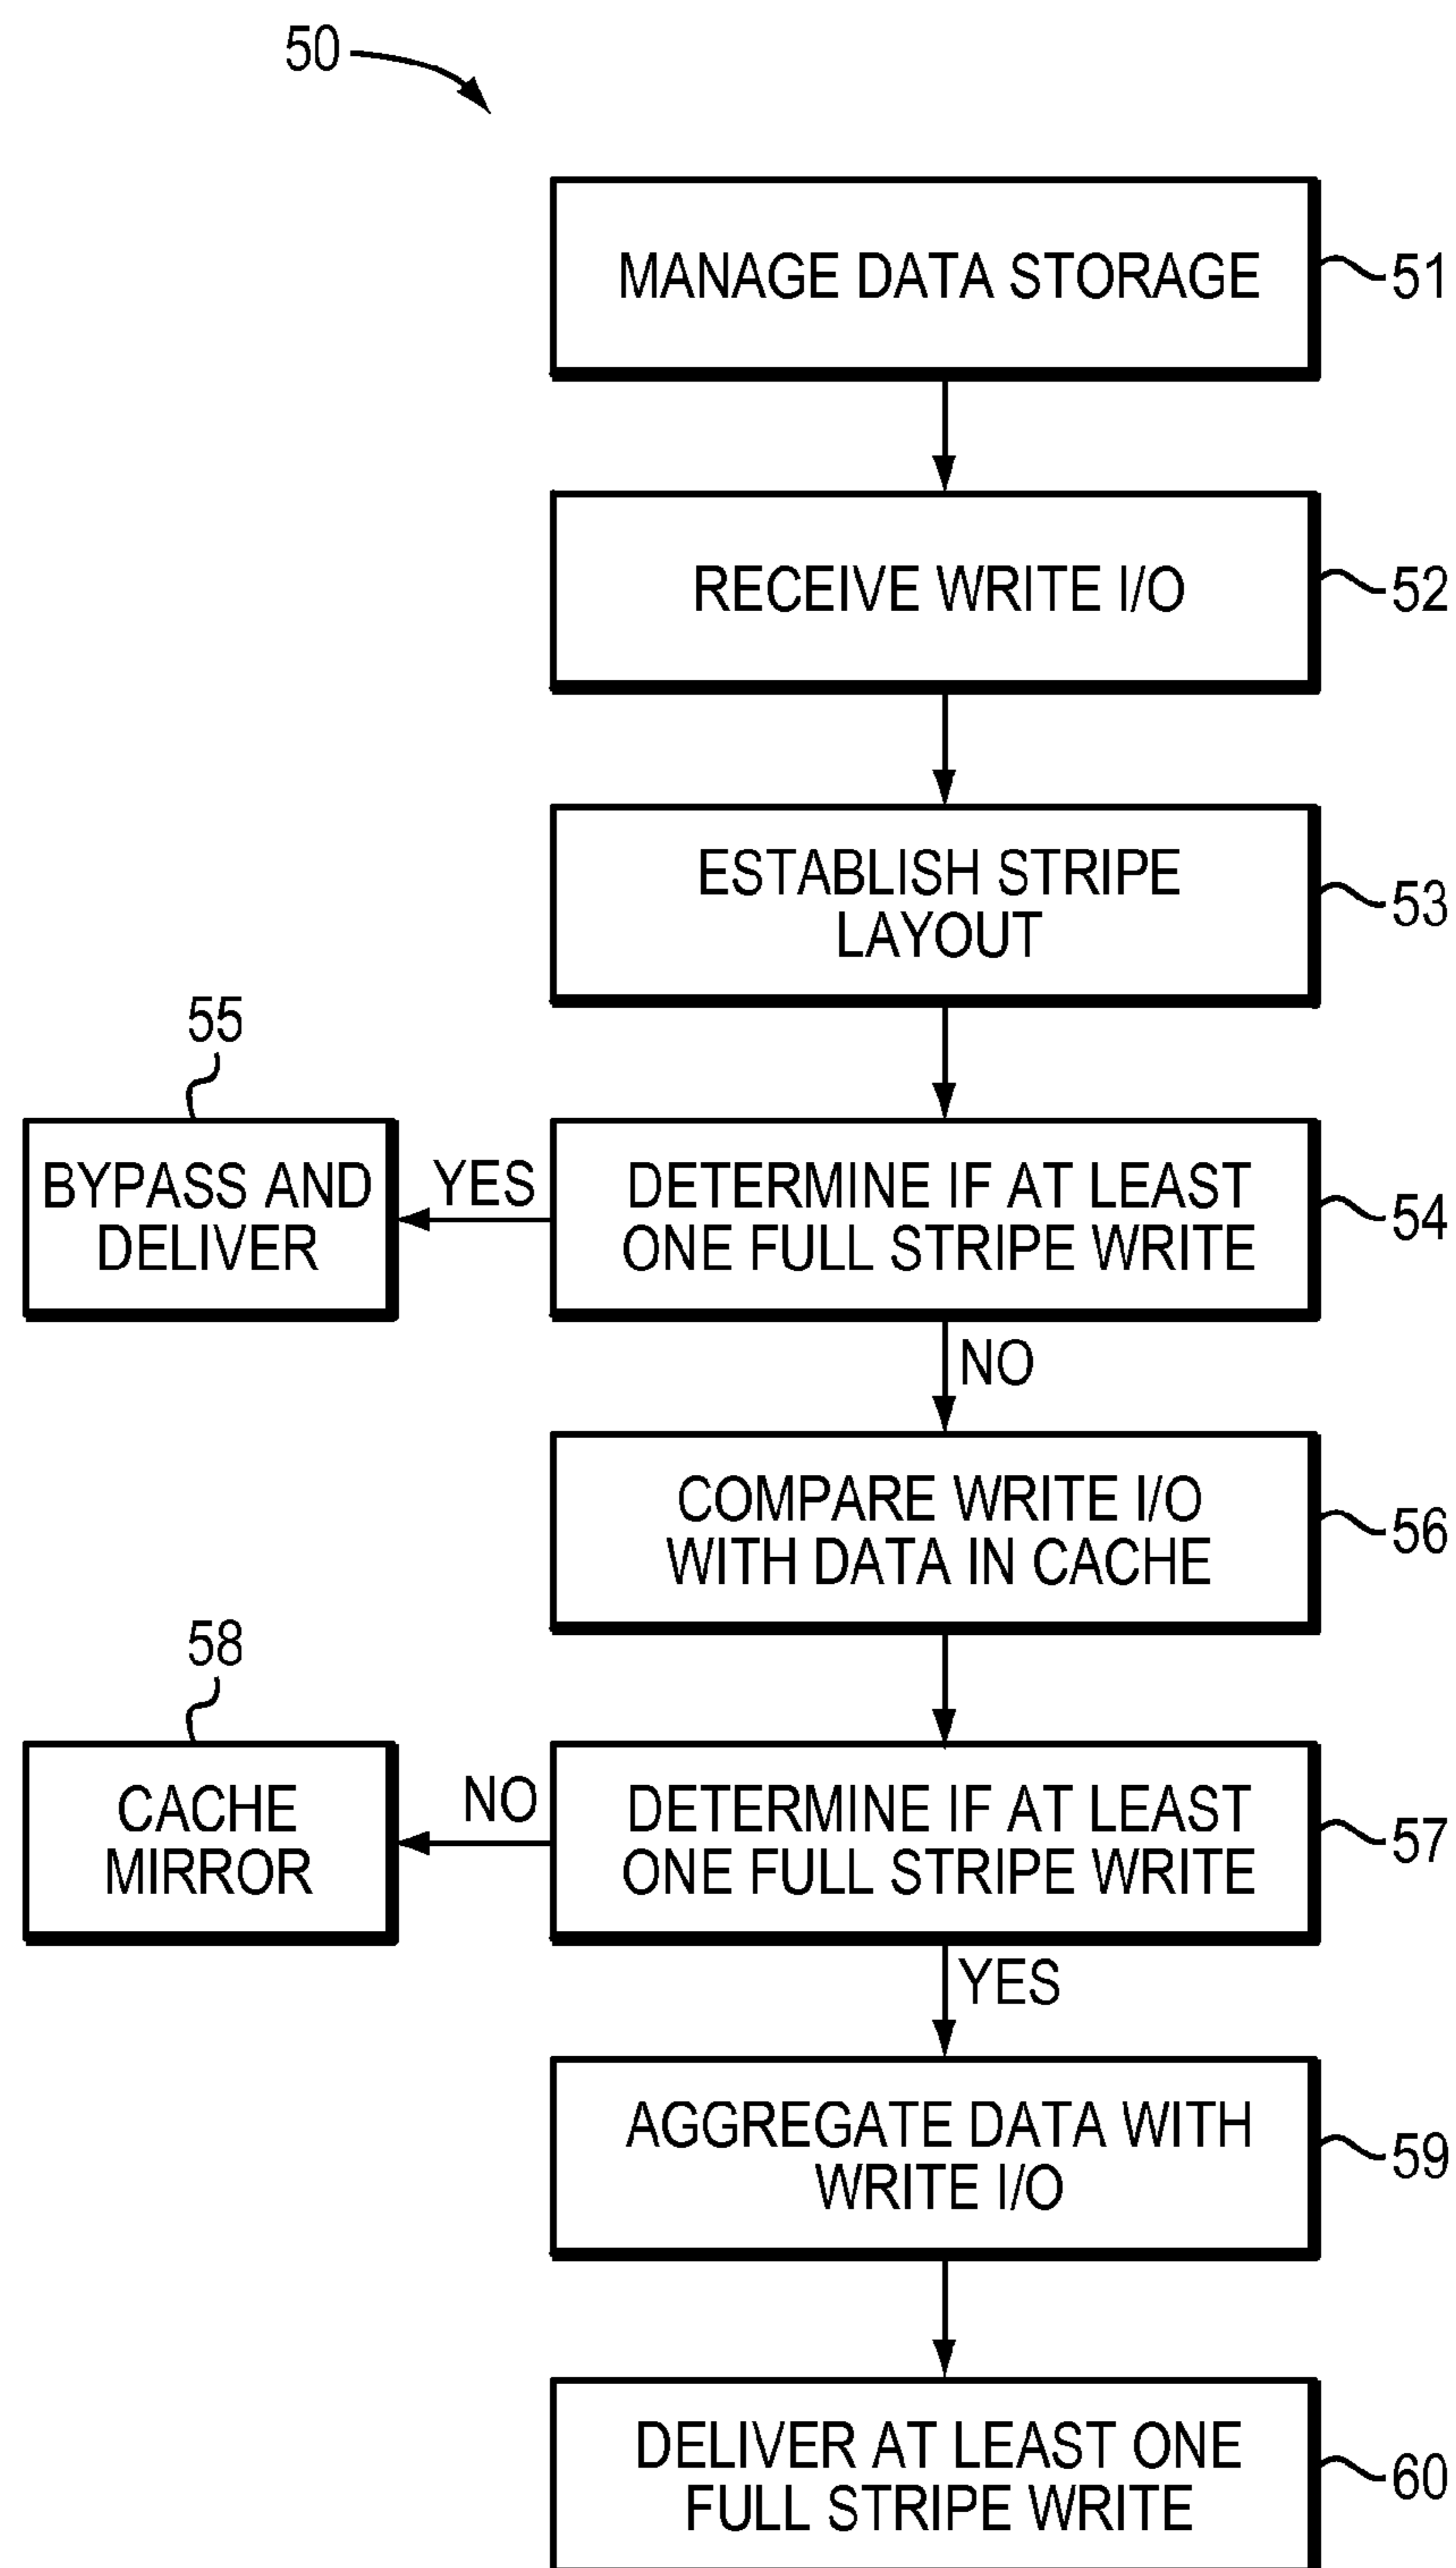 50
MANAGE DATA STORAGE
51
RECEIVE WRITE I/O
52
ESTABLISH STRIPE
LAYOUT
53
55
BYPASS AND
DELIVER
YES
DETERMINE IF AT LEAST
ONE FULL STRIPE WRITE
54
NO
COMPARE WRITE I/O
WITH DATA IN CACHE
56
58
CACHE
MIRROR
NO
DETERMINE IF AT LEAST
ONE FULL STRIPE WRITE
57
YES
AGGREGATE DATA WITH
WRITE I/O
59
DELIVER AT LEAST ONE
FULL STRIPE WRITE
60